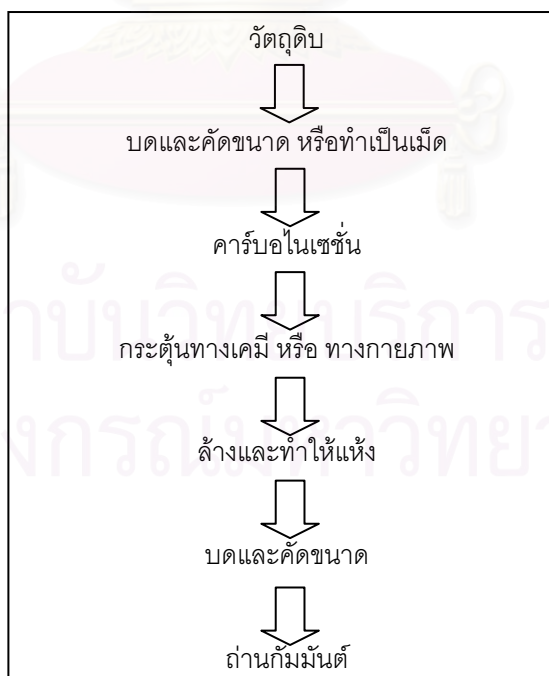 วัตถุดิบ
บดและคัดขนาด หรือทำเป็นเม็ด
คาร์บอไนเซชั่น
กระตุ้นทางเคมี หรือ ทางกายภาพ
ล้างและทำให้แห้ง
บดและคัดขนาด
ถ่านกัมมันต์